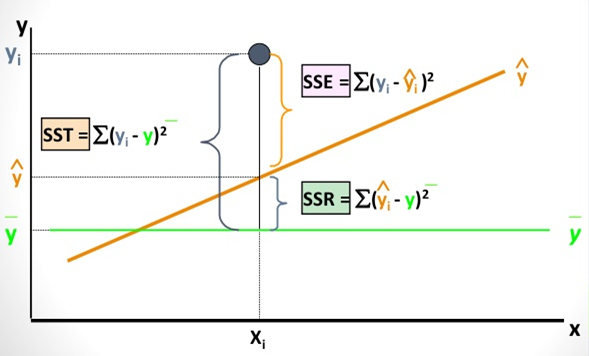 y
yᵢ
SSE = Σ(yᵢ - ŷᵢ)²
ŷ
SST = Σ(yᵢ - y)² ‾
ŷ
SSR = Σ(ŷᵢ - y)² ‾
ȳ
ȳ
Xᵢ
x